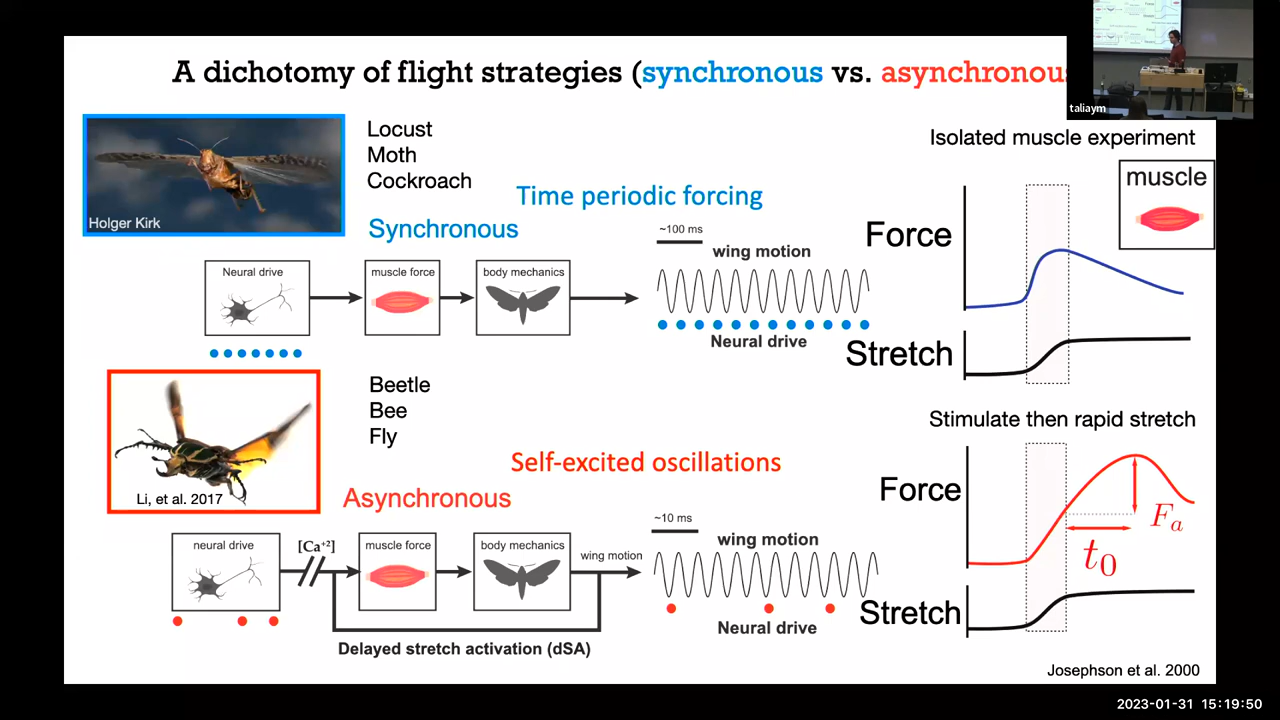 A dichotomy of flight strategies (synchronous vs. asynchronous
taliaym
Holger Kirk
Locust
Moth
Cockroach
Time periodic forcing
Synchronous
Neural drive
muscle force
body mechanics
~100 ms
wing motion
Neural drive
Isolated muscle experiment
muscle
Force
Stretch
Li, et al. 2017
Beetle
Bee
Fly
Self-excited oscillations
Asynchronous
neural drive
[Ca⁺²]
muscle force
body mechanics
wing motion
Delayed stretch activation (dSA)
~10 ms
wing motion
Neural drive
Stimulate then rapid stretch
Force
Fₐ
t₀
Stretch
Josephson et al. 2000
2023-01-31 15:19:50